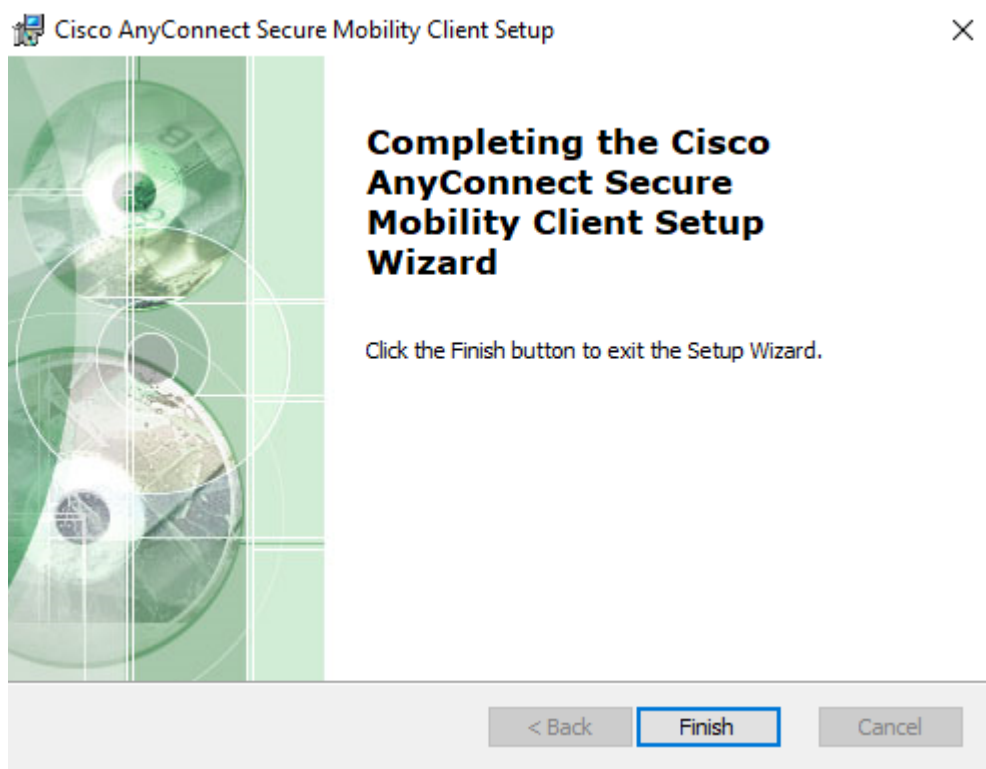 Cisco AnyConnect Secure Mobility Client Setup
Completing the Cisco
AnyConnect Secure
Mobility Client Setup
Wizard
Click the Finish button to exit the Setup Wizard.
< Back
Finish
Cancel